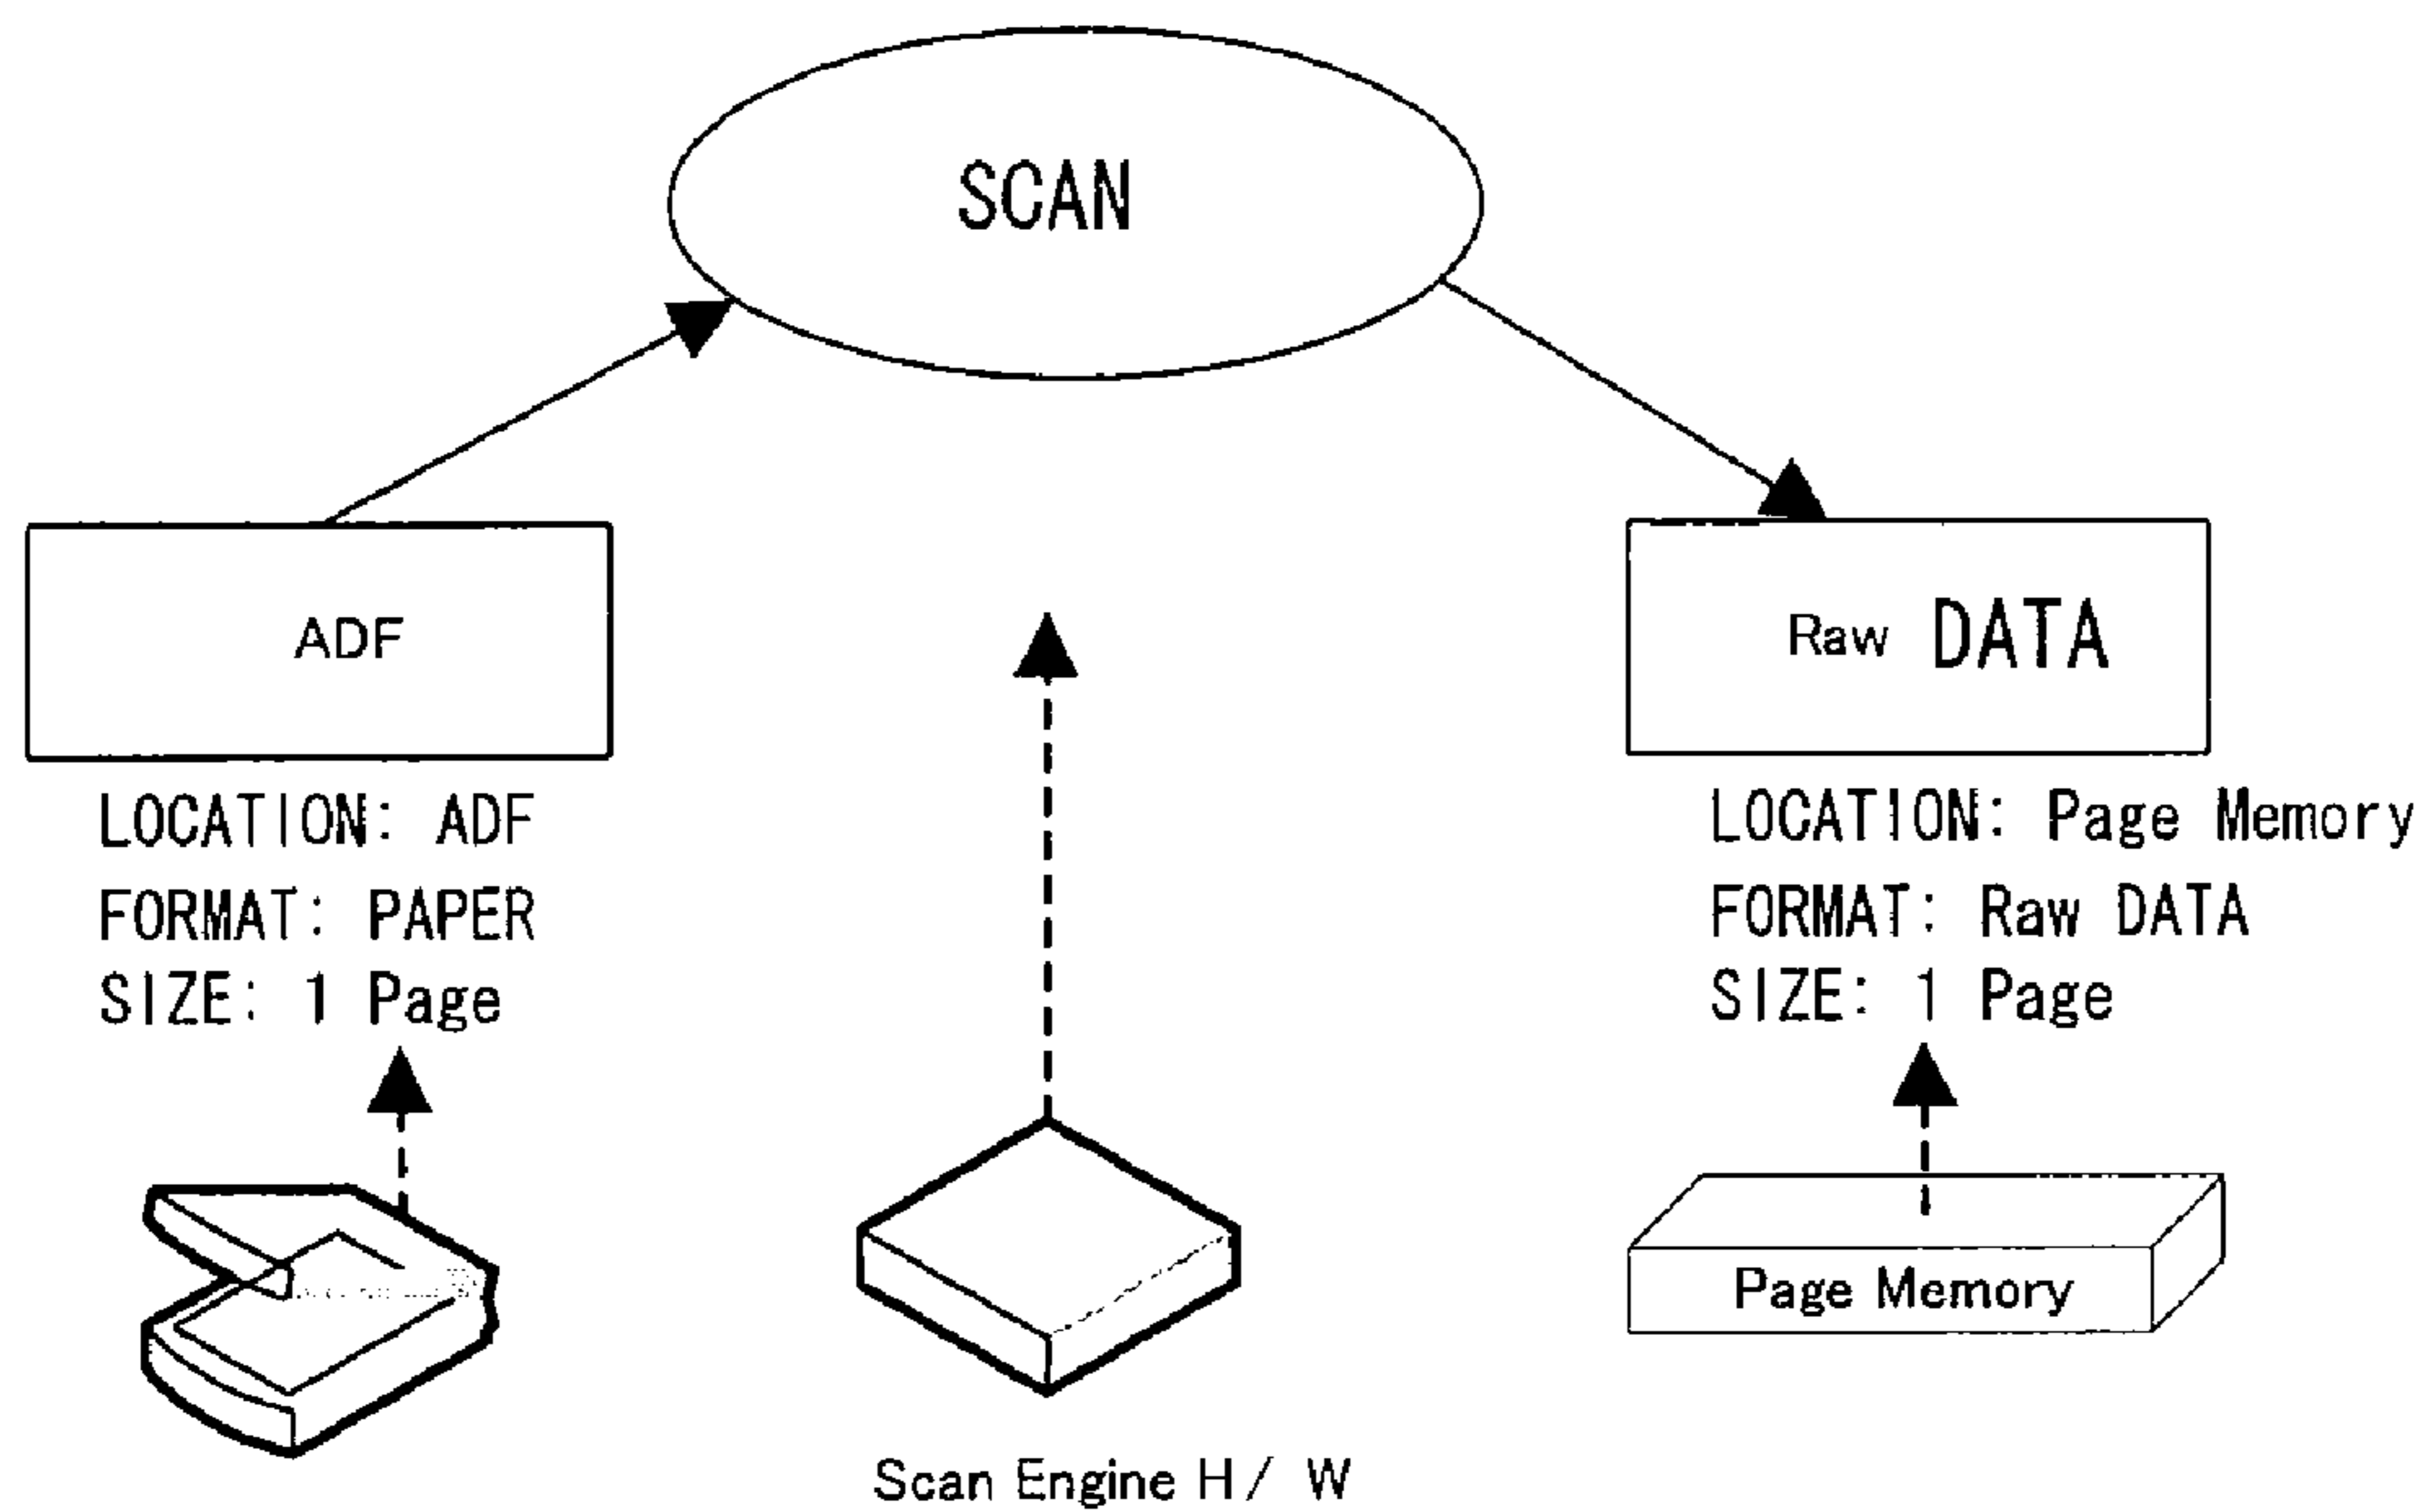 SCAN
ADF
Raw DATA
LOCATION: ADF
FORMAT: PAPER
SIZE: 1 Page
LOCATION: Page Memory
FORMAT: Raw DATA
SIZE: 1 Page
Page Memory
Scan Engine H/ W